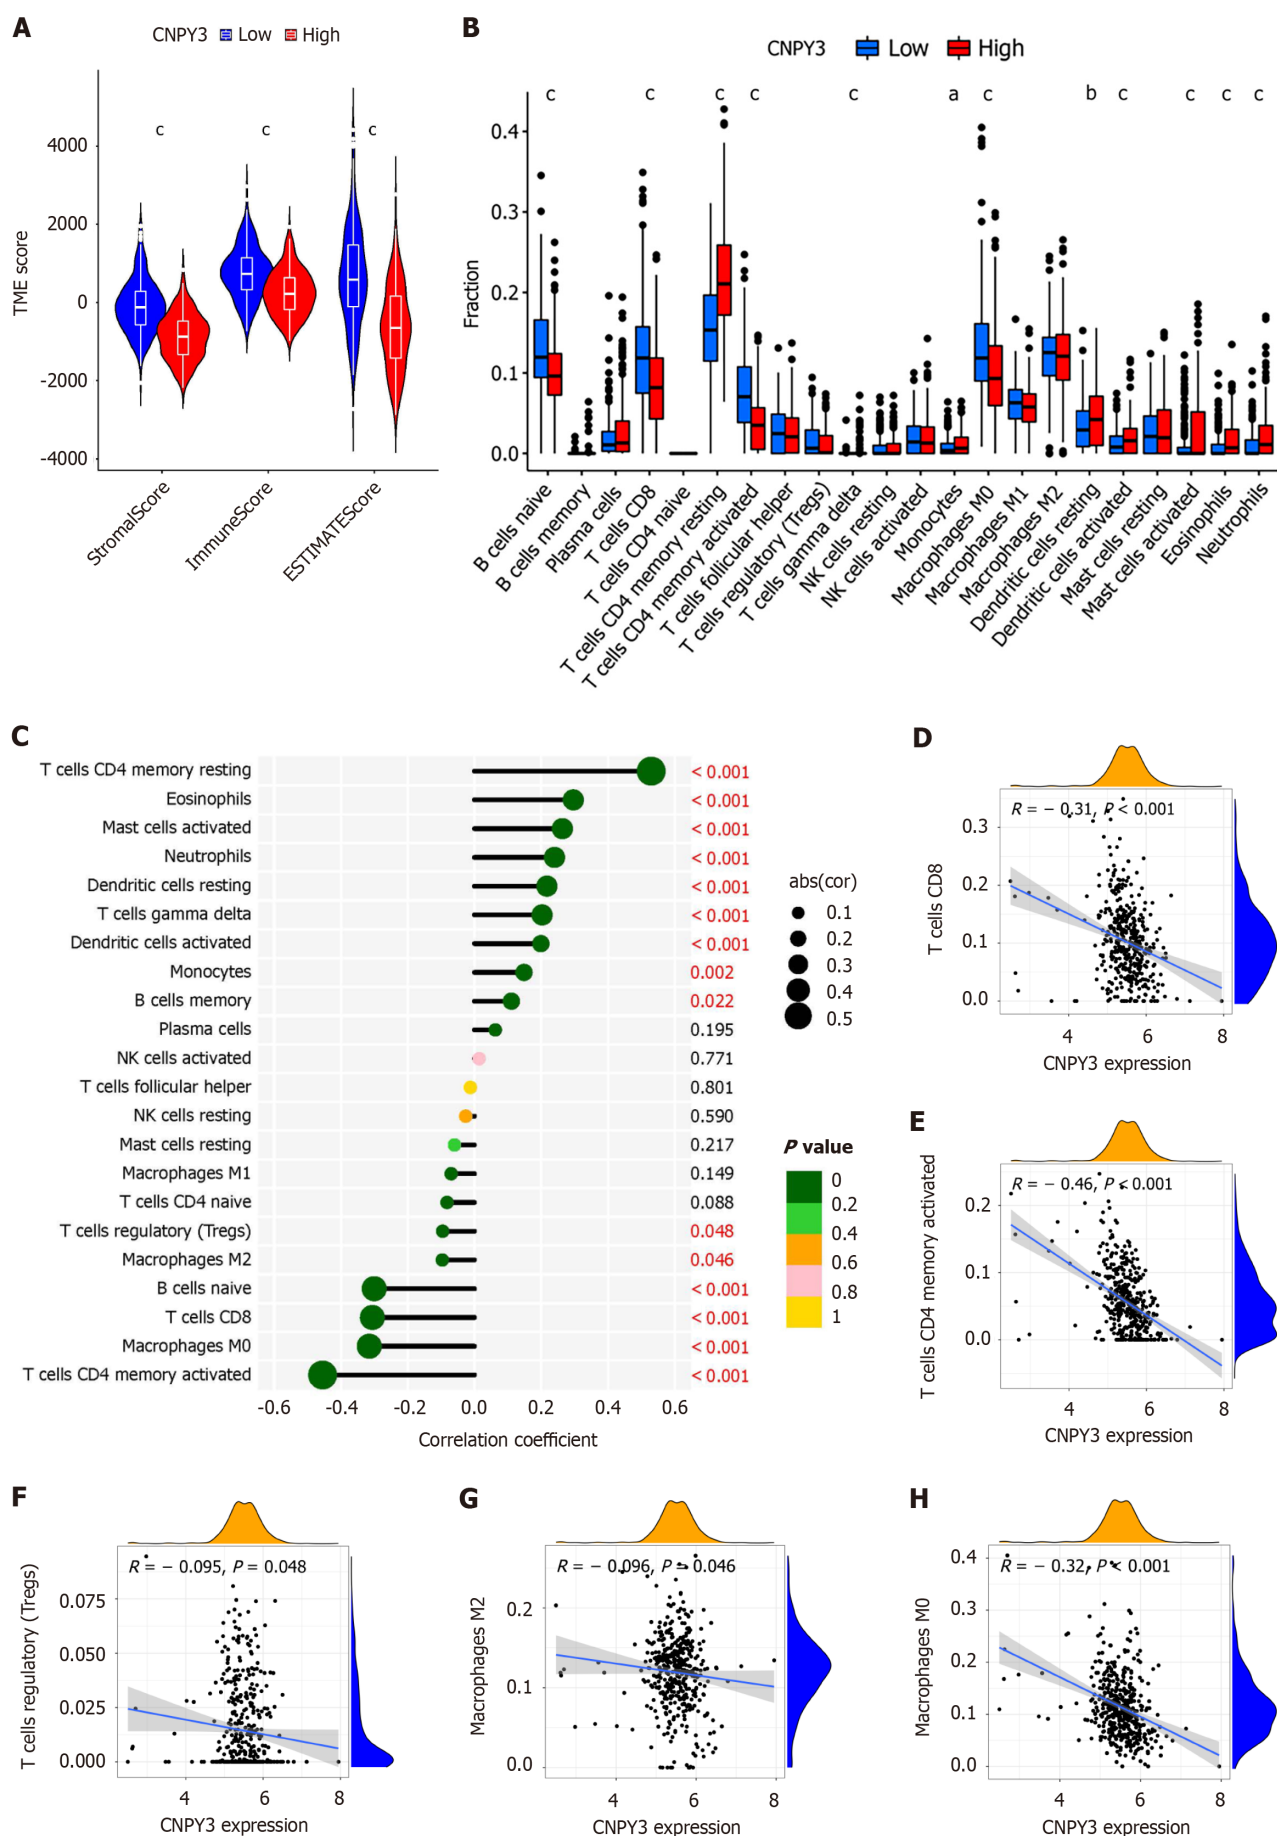 A
CNPY3 Low High
TME score
4000
2000
0
-2000
-4000
c c c
StromalScore
ImmuneScore
ESTIMATEScore
B
CNPY3 Low High
c c c c c a c b c c c c
Fraction
0.4
0.3
0.2
0.1
0.0
B cells naive
B cells memory
Plasma cells
T cells CD8
T cells CD4 naive
T cells CD4 memory resting
T cells CD4 memory activated
T cells follicular helper
T cells regulatory (Tregs)
T cells gamma delta
NK cells resting
NK cells activated
Monocytes
Macrophages M0
Macrophages M1
Macrophages M2
Dendritic cells resting
Dendritic cells activated
Mast cells resting
Mast cells activated
Eosinophils
Neutrophils
C
T cells CD4 memory resting < 0.001
Eosinophils < 0.001
Mast cells activated < 0.001
Neutrophils < 0.001
Dendritic cells resting < 0.001
T cells gamma delta < 0.001
Dendritic cells activated < 0.001
Monocytes 0.002
B cells memory 0.022
Plasma cells 0.195
NK cells activated 0.771
T cells follicular helper 0.801
NK cells resting 0.590
Mast cells resting 0.217
Macrophages M1 0.149
T cells CD4 naive 0.088
T cells regulatory (Tregs) 0.048
Macrophages M2 0.046
B cells naive < 0.001
T cells CD8 < 0.001
Macrophages M0 < 0.001
T cells CD4 memory activated < 0.001
-0.6 -0.4 -0.2 0.0 0.2 0.4 0.6
Correlation coefficient
abs(cor)
0.1
0.2
0.3
0.4
0.5
P value
0
0.2
0.4
0.6
0.8
1
D
R = − 0.31, P < 0.001
T cells CD8
0.3
0.2
0.1
0.0
4 6 8
CNPY3 expression
E
R = − 0.46, P < 0.001
T cells CD4 memory activated
0.2
0.1
0.0
4 6 8
CNPY3 expression
F
R = − 0.095, P = 0.048
T cells regulatory (Tregs)
0.075
0.050
0.025
0.000
4 6 8
CNPY3 expression
G
R = − 0.096, P = 0.046
Macrophages M2
0.2
0.1
0.0
4 6 8
CNPY3 expression
H
R = − 0.32, P < 0.001
Macrophages M0
0.4
0.3
0.2
0.1
0.0
4 6 8
CNPY3 expression